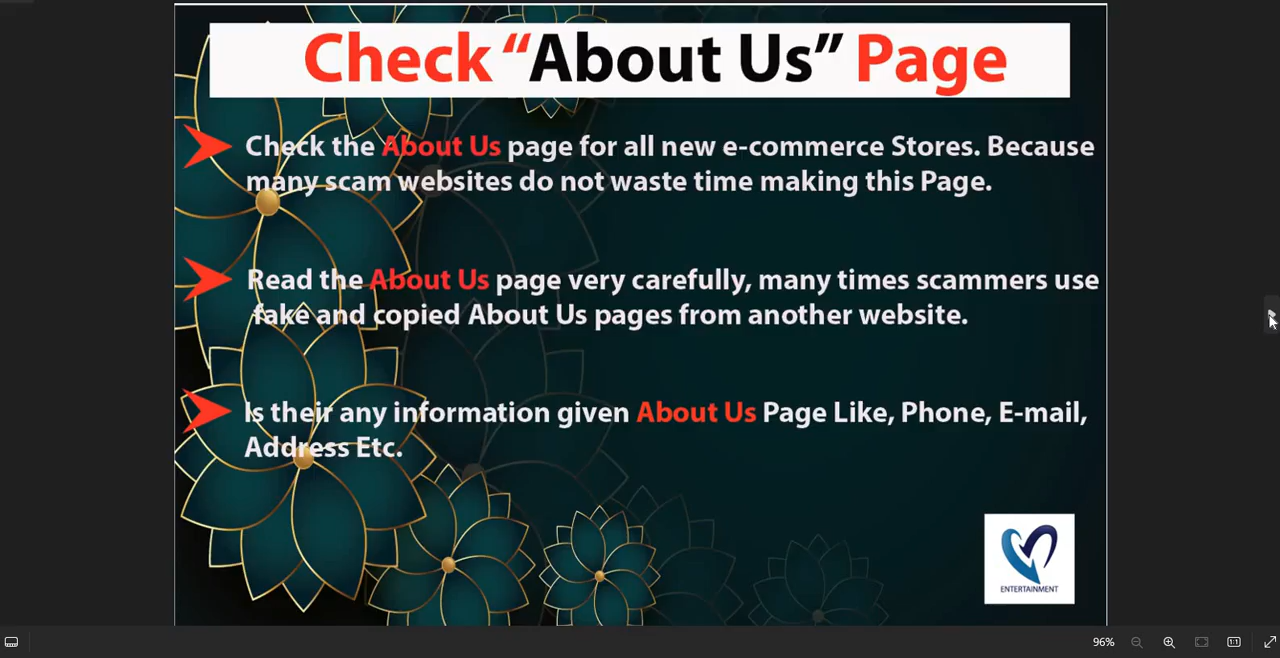 Check “About Us” Page
Check the About Us page for all new e-commerce Stores. Because
many scam websites do not waste time making this Page.
Read the About Us page very carefully, many times scammers use
fake and copied About Us pages from another website.
Is their any information given About Us Page Like, Phone, E-mail,
Address Etc.
ENTERTAINMENT
96%
1:1